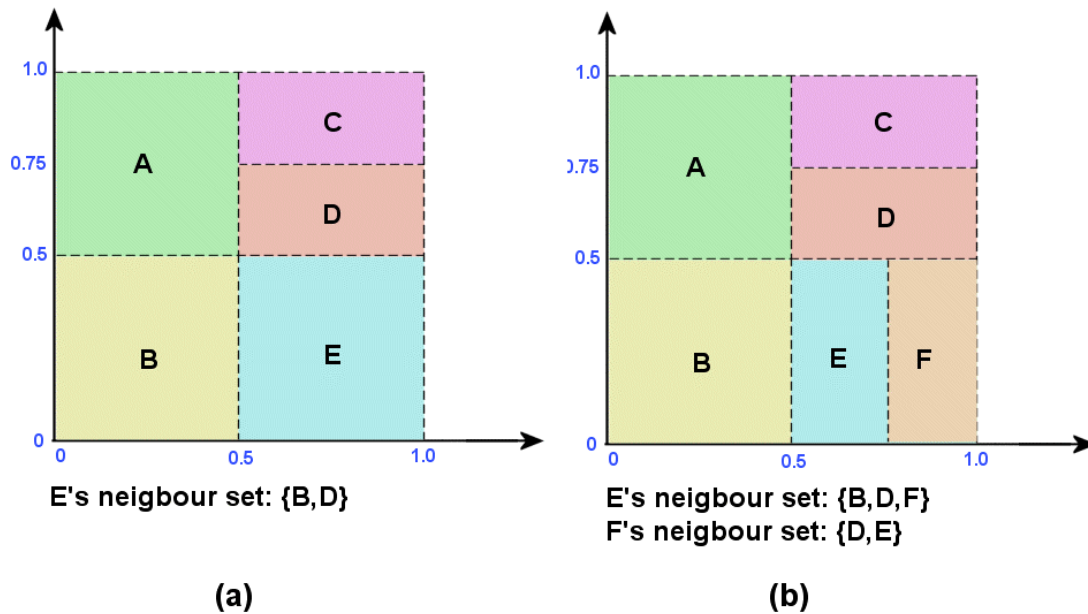 1.0
C
A
0.75
D
0.5
B
E
0
0
0.5
1.0
E's neigbour set: {B,D}
(a)
1.0
C
A
.75
D
0.5
B
E
F
0
0
0.5
1.0
E's neigbour set: {B,D,F}
F's neigbour set: {D,E}
(b)